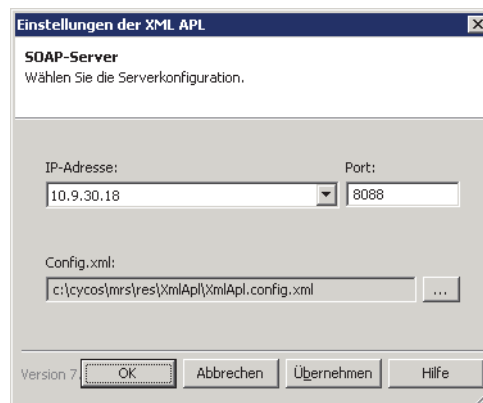 Einstellungen der XML APL
SOAP-Server
Wählen Sie die Serverkonfiguration.
IP-Adresse: Port:
10.9.30.18 8088
Config.xml:
c:\cycos\mrs\res\XmlApl\XmlApl.config.xml ...
Version 7. OK Abbrechen Übernehmen Hilfe